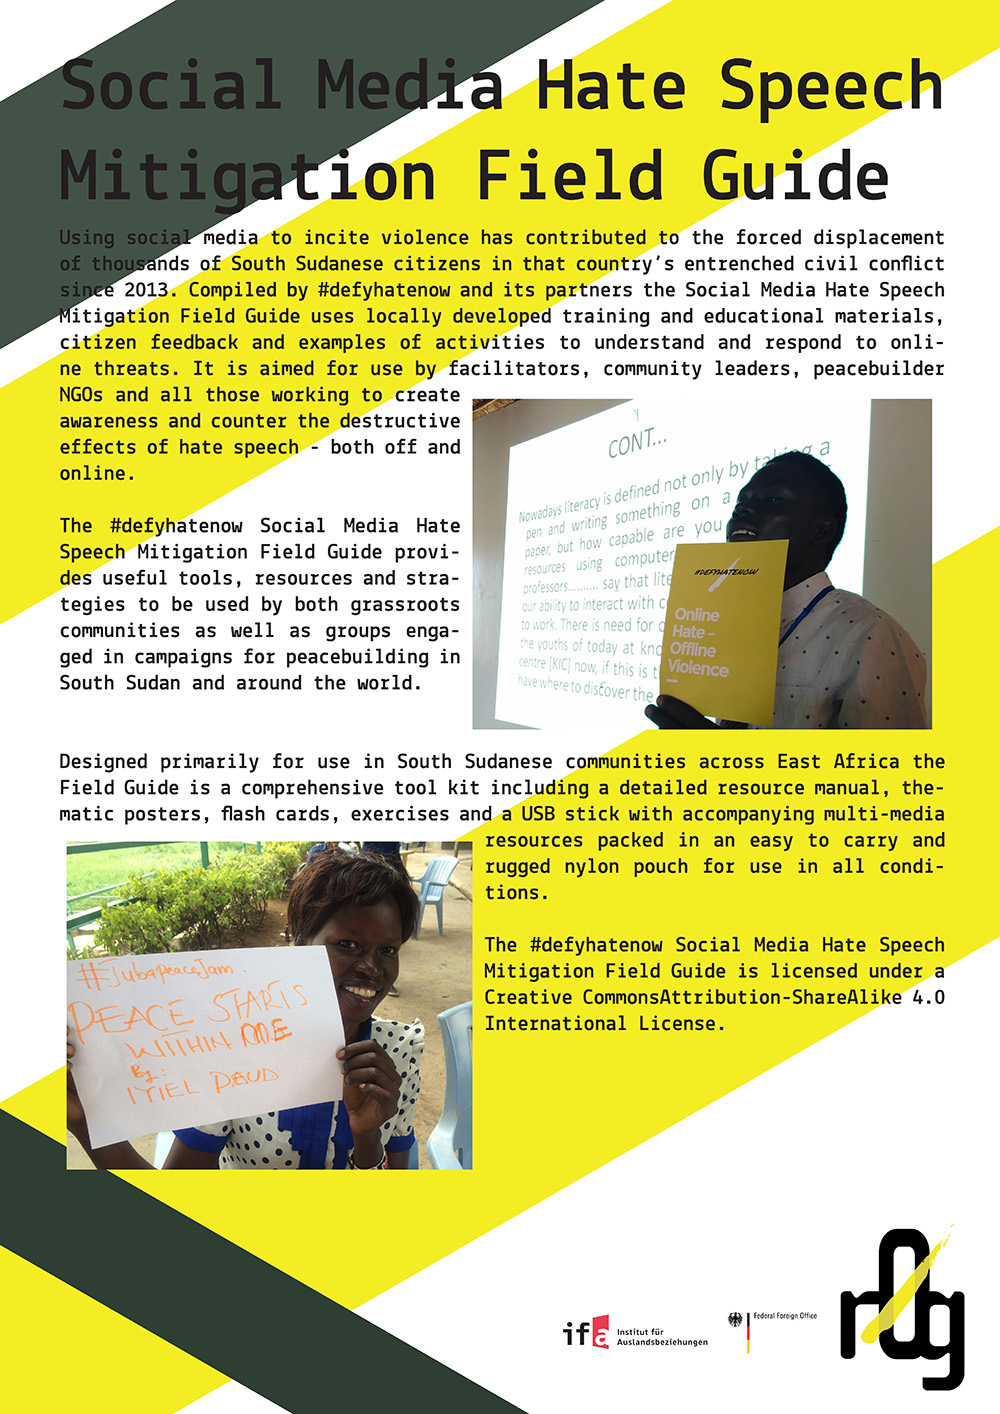 Social Media Hate Speech
Mitigation Field Guide
Using social media to incite violence has contributed to the forced displacement
of thousands of South Sudanese citizens in that country's entrenched civil conflict
since 2013. Compiled by #defyhatenow and its partners the Social Media Hate Speech
Mitigation Field Guide uses locally developed training and educational materials,
citizen feedback and examples of activities to understand and respond to onli-
ne threats. It is aimed for use by facilitators, community leaders, peacebuilder
NGOs and all those working to create
awareness and counter the destructive
effects of hate speech - both off and
online.
The #defyhatenow Social Media Hate
Speech Mitigation Field Guide provi-
des useful tools, resources and stra-
tegies to be used by both grassroots
communities as well as groups enga-
ged in campaigns for peacebuilding in
South Sudan and around the world.
CONT...
Nowadays literacy is defined not only by taking a
pen and writing something on a
paper, but how capable are you
resources using computer
professors.......... say that
our ability to interact with
to work. There is need for
the youths of today at
centre [KIC] now, if this is
have where to discover the
#DEFYHATENOW
Online
Hate –
Offline
Violence
Designed primarily for use in South Sudanese communities across East Africa the
Field Guide is a comprehensive tool kit including a detailed resource manual, the-
matic posters, flash cards, exercises and a USB stick with accompanying multi-media
resources packed in an easy to carry and
rugged nylon pouch for use in all condi-
tions.
The #defyhatenow Social Media Hate Speech
Mitigation Field Guide is licensed under a
Creative CommonsAttribution-ShareAlike 4.0
International License.
#JubaPeaceJam.
PEACE STARTS
WITHIN ME
By:
ITIEL DAUD
ifa Institut für
Auslandsbeziehungen
Federal Foreign Office
r0g